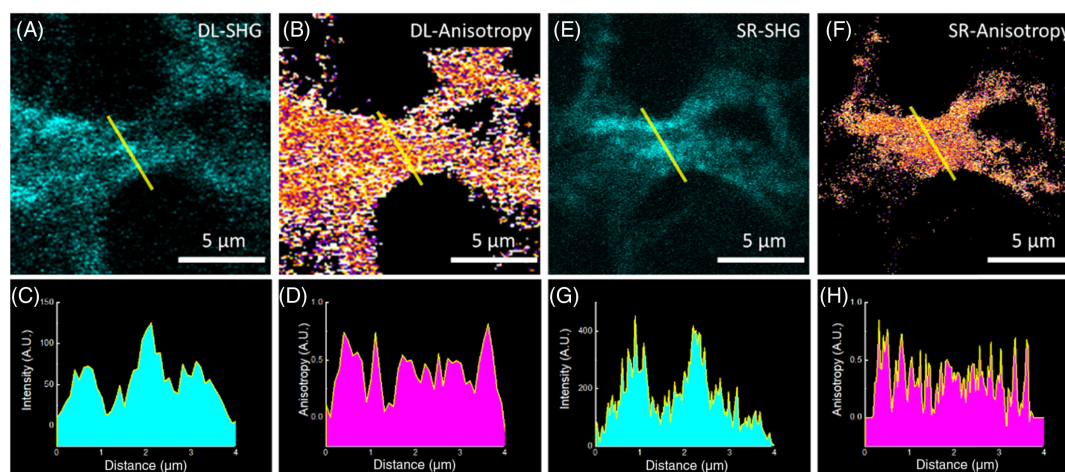 (A) DL-SHG
5 µm
(B) DL-Anisotropy
5 µm
(E) SR-SHG
5 µm
(F) SR-Anisotropy
5 µm
(C)
Intensity (A.U.)
150
100
50
0
0 1 2 3 4
Distance (µm)
(D)
Anisotropy (A.U.)
1.0
0.5
0.0
0 1 2 3 4
Distance (µm)
(G)
Intensity (A.U.)
400
200
0
0 1 2 3 4
Distance (µm)
(H)
Anisotropy (A.U.)
1.0
0.5
0 0
0 1 2 3 4
Distance (µm)